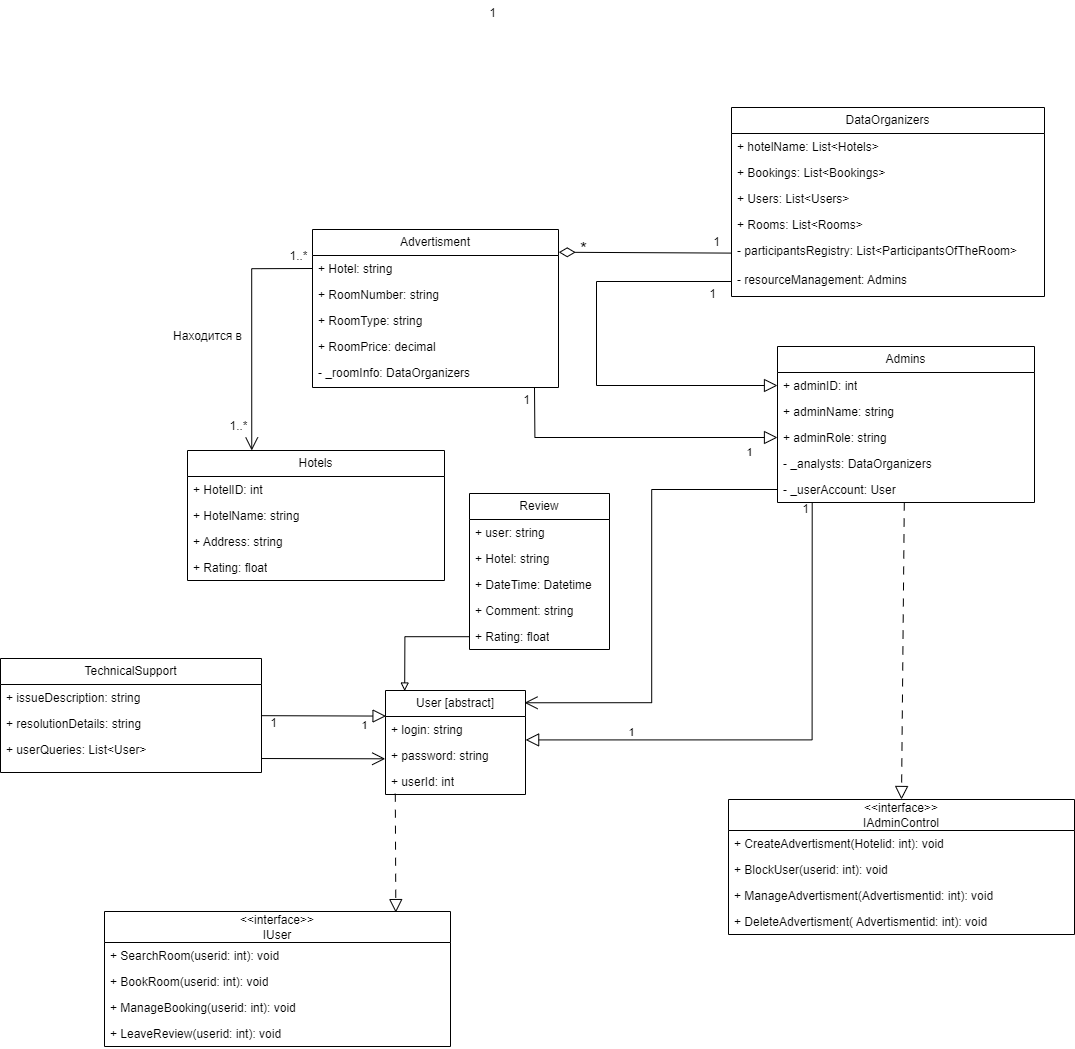 1
DataOrganizers
+ hotelName: List<Hotels>
+ Bookings: List<Bookings>
+ Users: List<Users>
+ Rooms: List<Rooms>
- participantsRegistry: List<ParticipantsOfTheRoom>
- resourceManagement: Admins
1
1
*
Advertisment
+ Hotel: string
+ RoomNumber: string
+ RoomType: string
+ RoomPrice: decimal
- _roomInfo: DataOrganizers
1..*
Находится в
1..*
1
1
Admins
+ adminID: int
+ adminName: string
+ adminRole: string
- _analysts: DataOrganizers
- _userAccount: User
1
Hotels
+ HotelID: int
+ HotelName: string
+ Address: string
+ Rating: float
Review
+ user: string
+ Hotel: string
+ DateTime: Datetime
+ Comment: string
+ Rating: float
TechnicalSupport
+ issueDescription: string
+ resolutionDetails: string
+ userQueries: List<User>
1
1
User [abstract]
+ login: string
+ password: string
+ userId: int
1
<<interface>>
IAdminControl
+ CreateAdvertisment(Hotelid: int): void
+ BlockUser(userid: int): void
+ ManageAdvertisment(Advertismentid: int): void
+ DeleteAdvertisment( Advertismentid: int): void
<<interface>>
IUser
+ SearchRoom(userid: int): void
+ BookRoom(userid: int): void
+ ManageBooking(userid: int): void
+ LeaveReview(userid: int): void